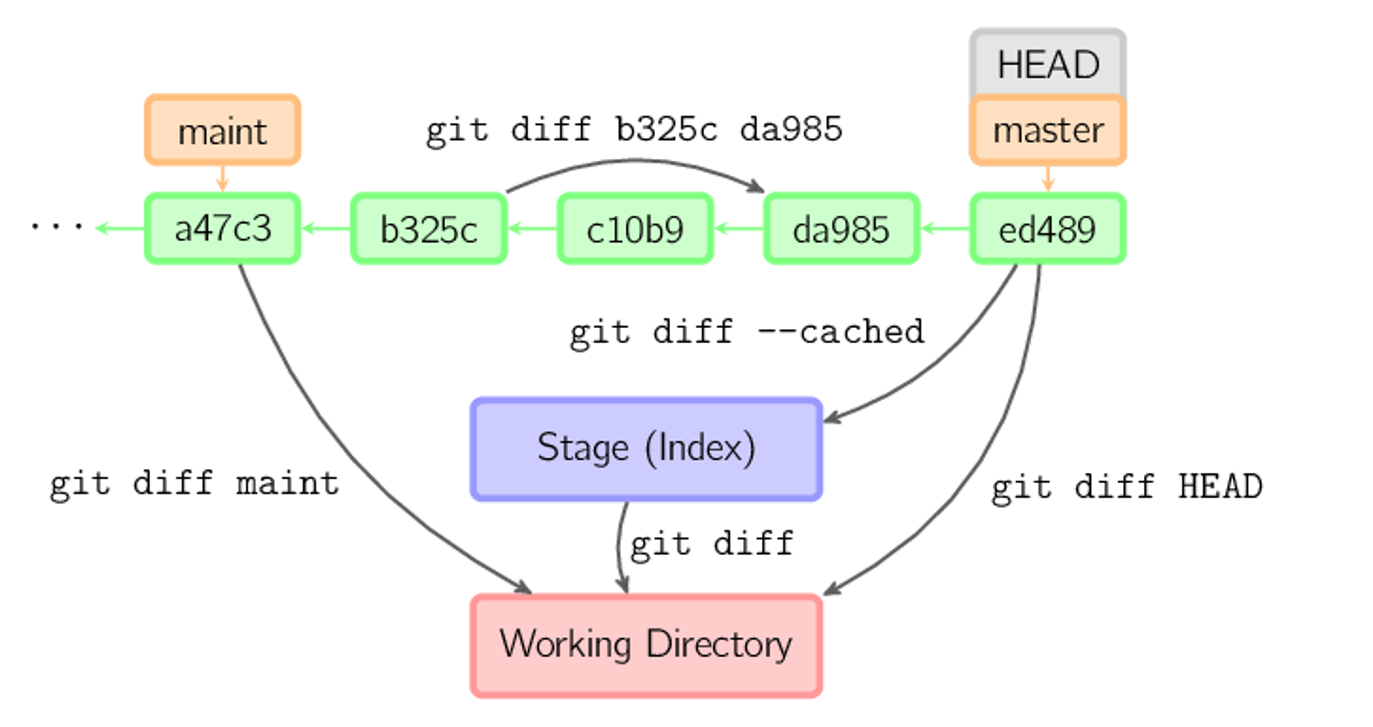 HEAD
maint
git diff b325c da985
master
...
a47c3
b325c
c10b9
da985
ed489
git diff --cached
Stage (Index)
git diff maint
git diff HEAD
git diff
Working Directory